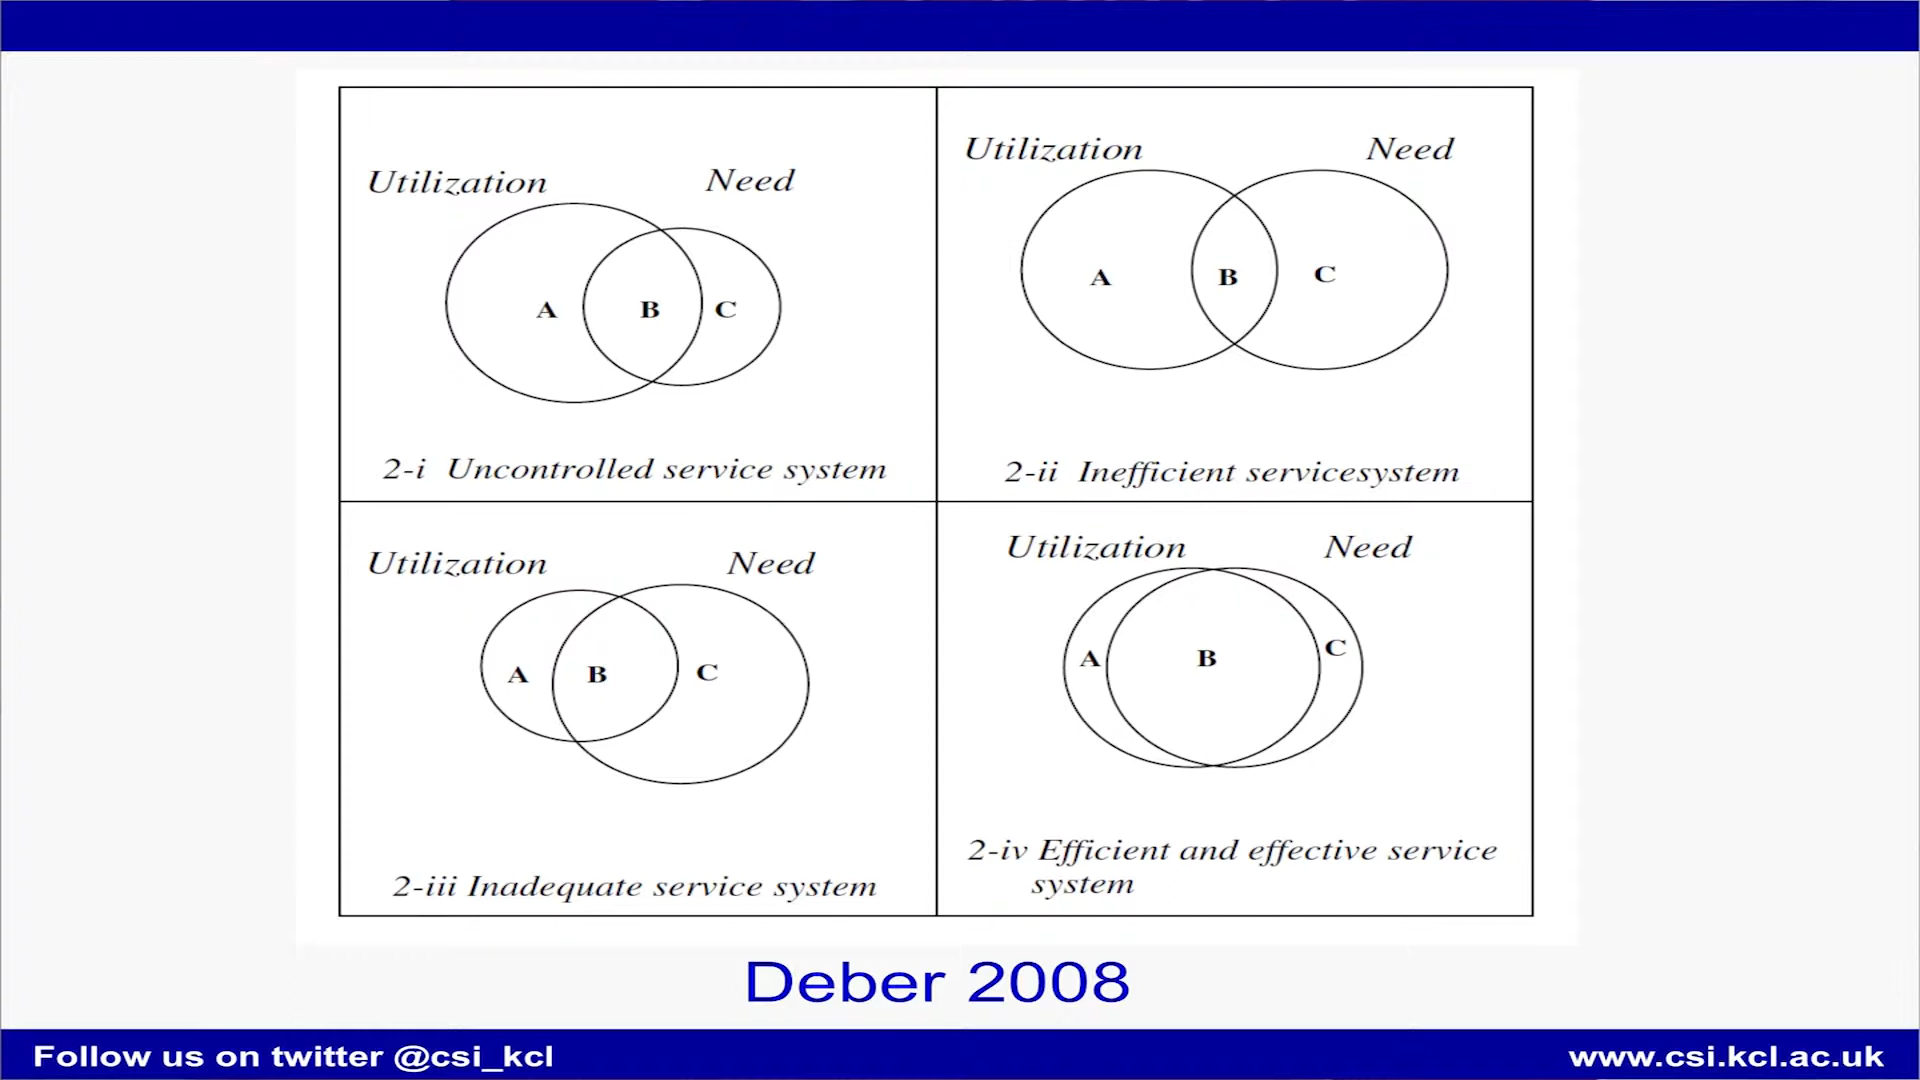 Utilization Need
A B C
2-i Uncontrolled service system
Utilization Need
A B C
2-ii Inefficient servicesystem
Utilization Need
A B C
2-iii Inadequate service system
Utilization Need
A B C
2-iv Efficient and effective service
system
Deber 2008
Follow us on twitter @csi_kcl
www.csi.kcl.ac.uk